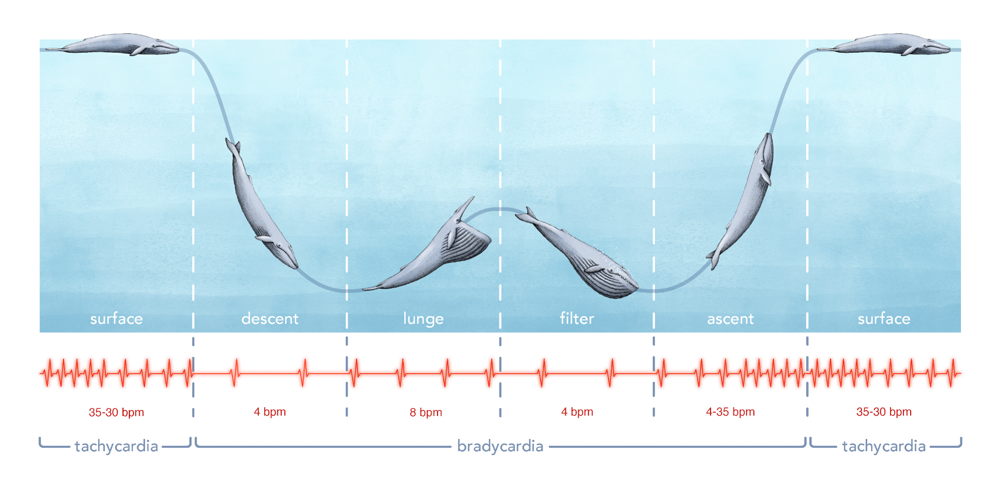 surface
descent
lunge
filter
ascent
surface
35-30 bpm
4 bpm
8 bpm
4 bpm
4-35 bpm
35-30 bpm
tachycardia
bradycardia
tachycardia